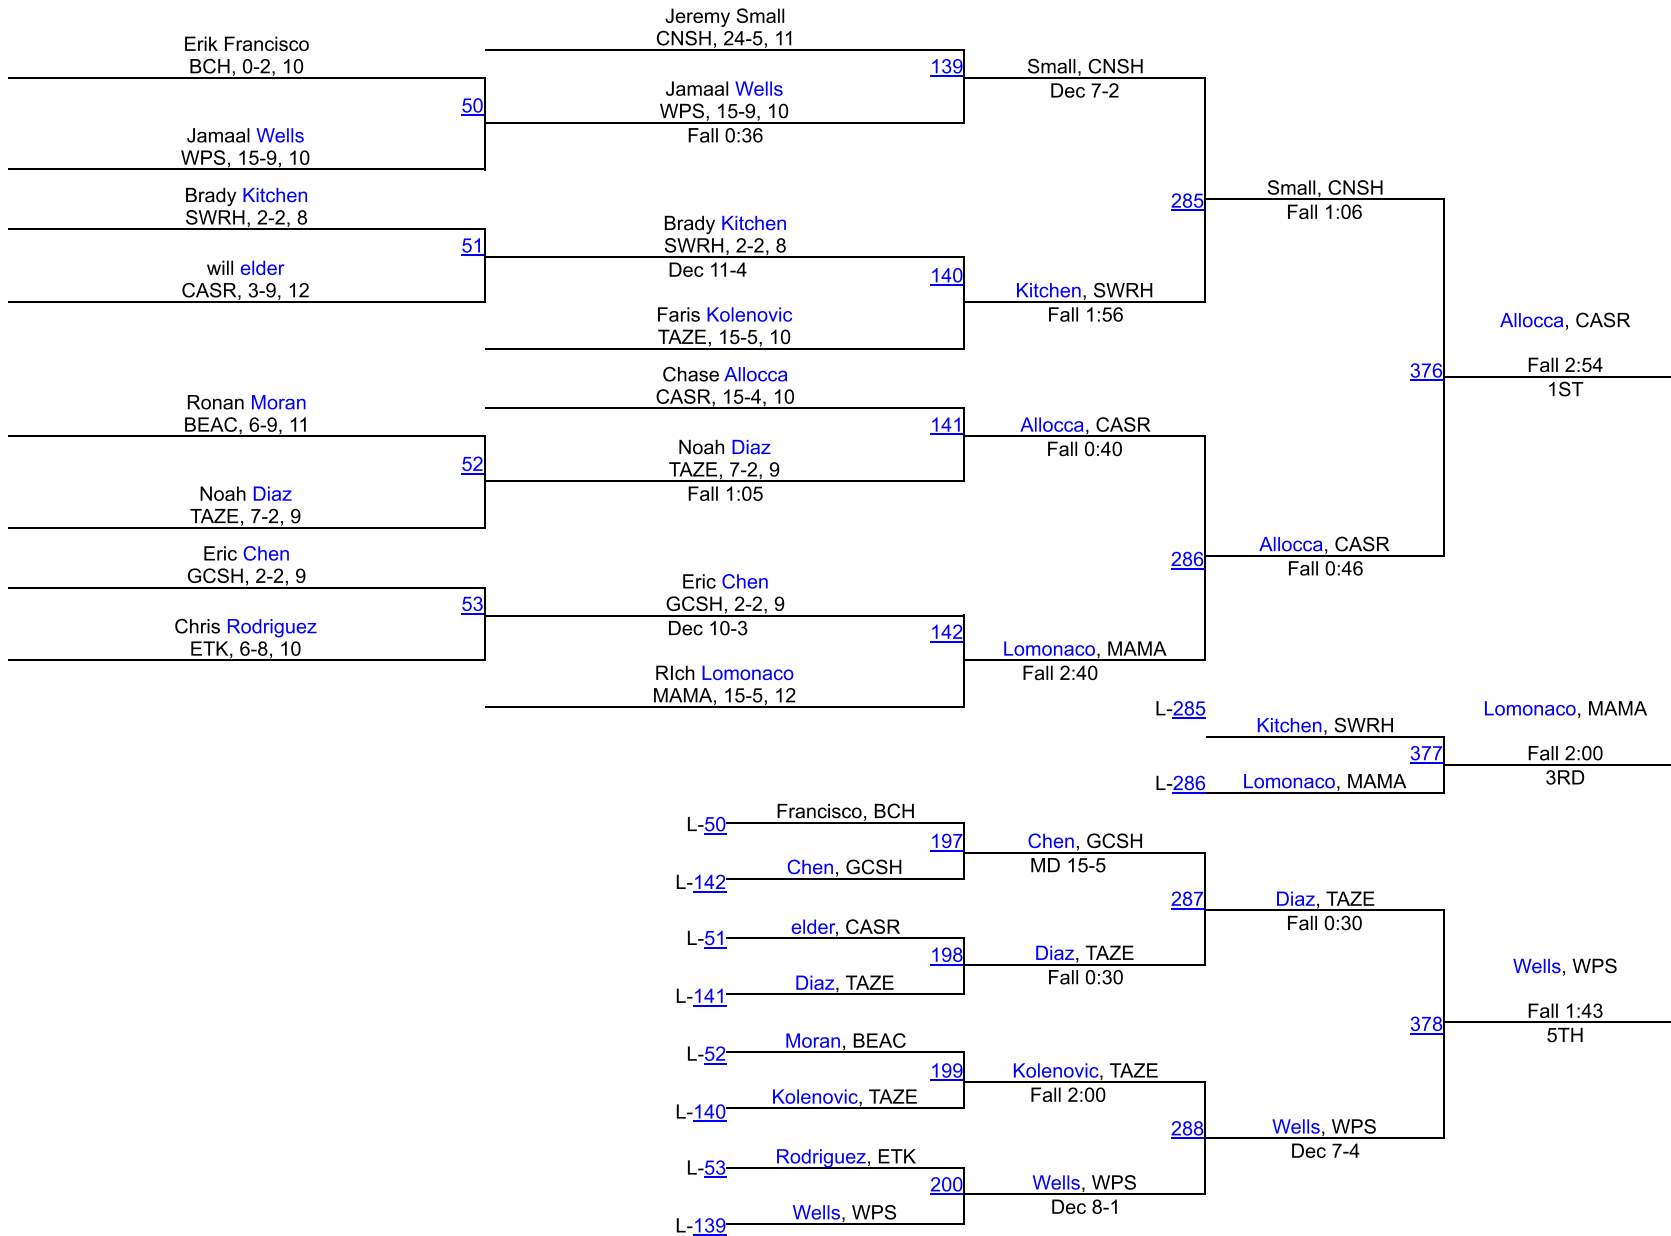 Erik Francisco
BCH, 0-2, 10
50
Jamaal Wells
WPS, 15-9, 10
Brady Kitchen
SWRH, 2-2, 8
51
will elder
CASR, 3-9, 12
Ronan Moran
BEAC, 6-9, 11
52
Noah Diaz
TAZE, 7-2, 9
Eric Chen
GCSH, 2-2, 9
53
Chris Rodriguez
ETK, 6-8, 10
Jeremy Small
CNSH, 24-5, 11
139
Jamaal Wells
WPS, 15-9, 10
Fall 0:36
Brady Kitchen
SWRH, 2-2, 8
Dec 11-4
140
Faris Kolenovic
TAZE, 15-5, 10
Chase Allocca
CASR, 15-4, 10
141
Noah Diaz
TAZE, 7-2, 9
Fall 1:05
Eric Chen
GCSH, 2-2, 9
Dec 10-3
142
RIch Lomonaco
MAMA, 15-5, 12
Small, CNSH
Dec 7-2
285
Kitchen, SWRH
Fall 1:56
Allocca, CASR
Fall 0:40
286
Lomonaco, MAMA
Fall 2:40
Small, CNSH
Fall 1:06
376
Allocca, CASR
Fall 0:46
Allocca, CASR
Fall 2:54
1ST
L-285
Kitchen, SWRH
377
L-286
Lomonaco, MAMA
Lomonaco, MAMA
Fall 2:00
3RD
L-50
Francisco, BCH
197
L-142
Chen, GCSH
L-51
elder, CASR
198
L-141
Diaz, TAZE
L-52
Moran, BEAC
199
L-140
Kolenovic, TAZE
L-53
Rodriguez, ETK
200
L-139
Wells, WPS
Chen, GCSH
MD 15-5
287
Diaz, TAZE
Fall 0:30
Kolenovic, TAZE
Fall 2:00
288
Wells, WPS
Dec 8-1
Diaz, TAZE
Fall 0:30
378
Wells, WPS
Dec 7-4
Wells, WPS
Fall 1:43
5TH